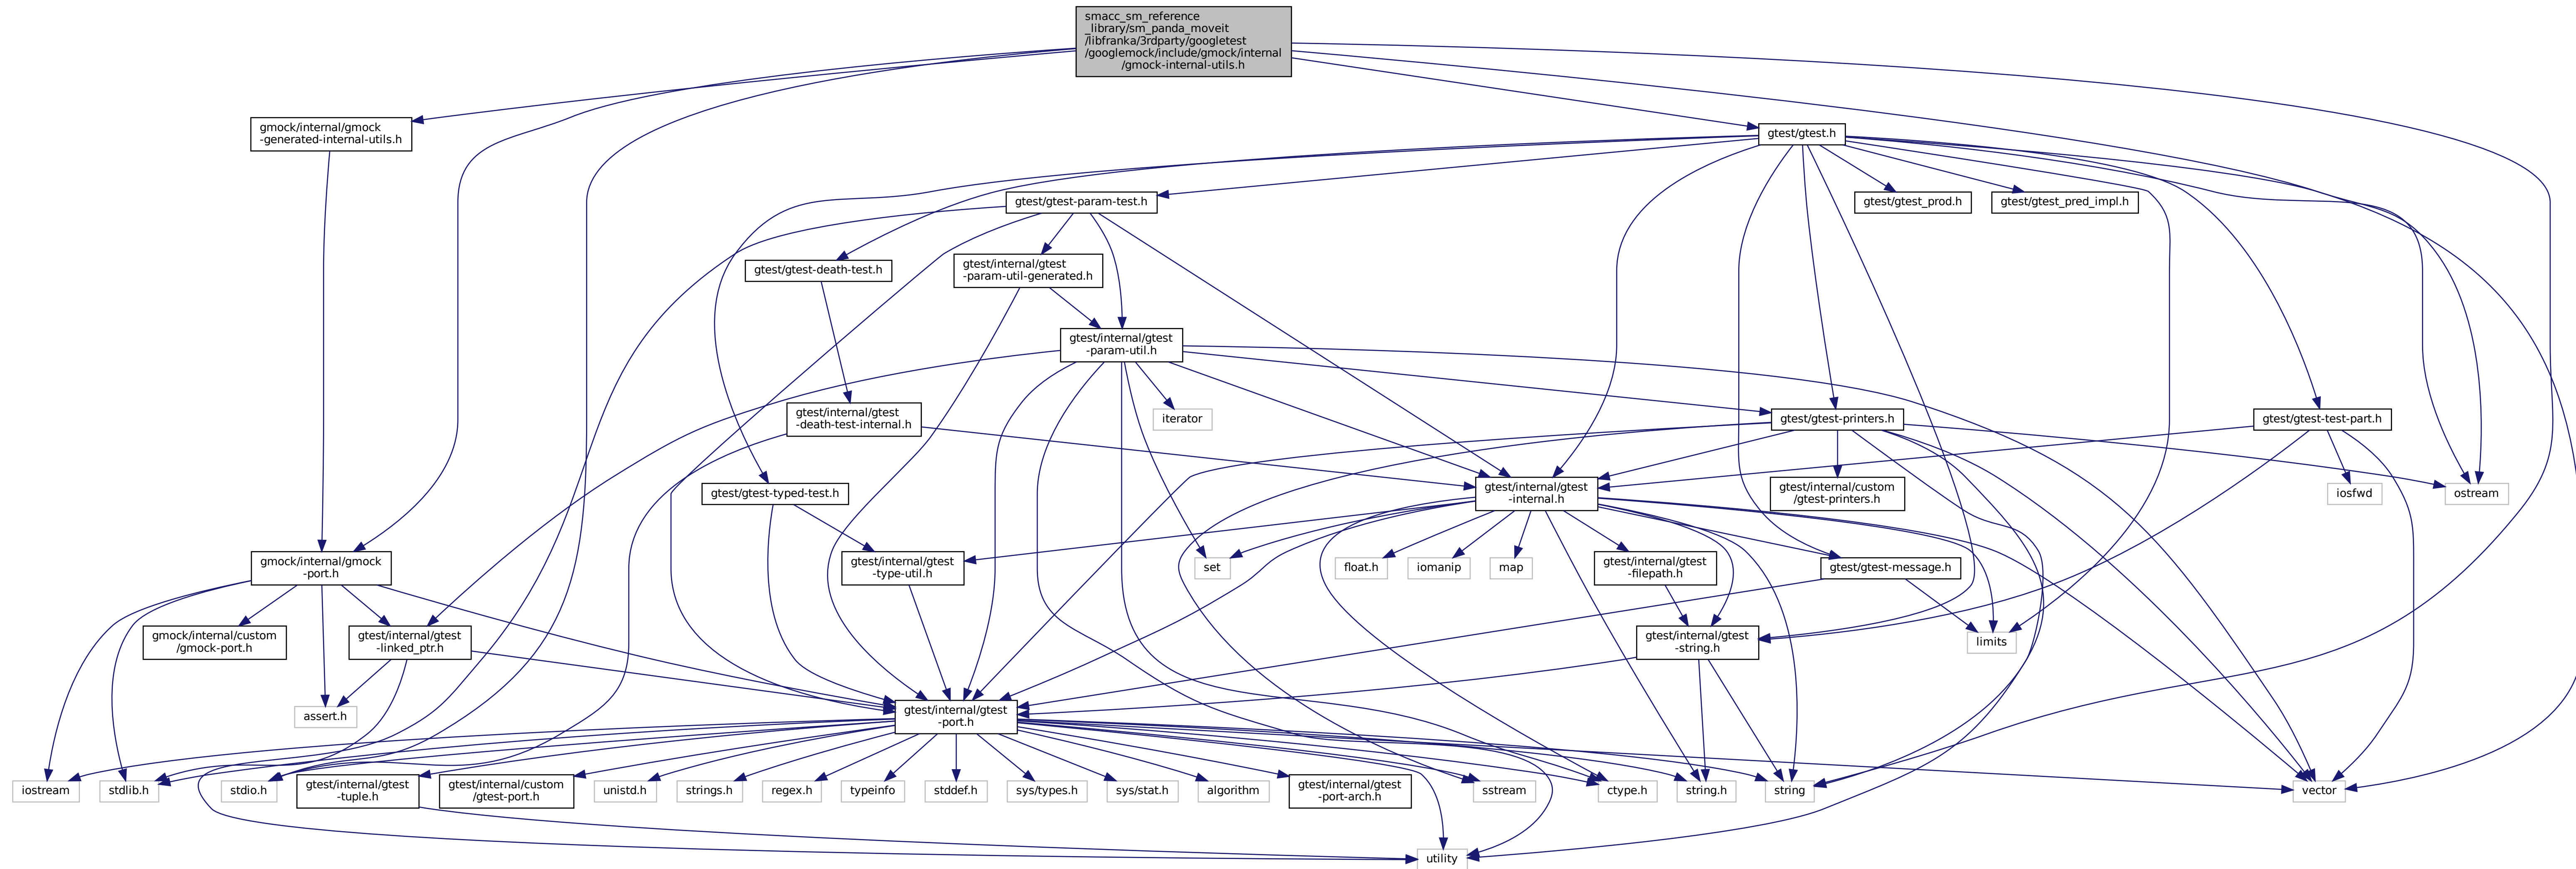 smacc_sm_reference
_library/sm_panda_moveit
/libfranka/3rdparty/googletest
/googlemock/include/gmock/internal
/gmock-internal-utils.h
gmock/internal/gmock
-generated-internal-utils.h
gtest/gtest.h
gtest/gtest-param-test.h
gtest/gtest_prod.h
gtest/gtest_pred_impl.h
gtest/gtest-death-test.h
gtest/internal/gtest
-param-util-generated.h
gtest/internal/gtest
-param-util.h
gtest/internal/gtest
-death-test-internal.h
iterator
gtest/gtest-printers.h
gtest/gtest-test-part.h
gtest/gtest-typed-test.h
gtest/internal/gtest
-internal.h
gtest/internal/custom
/gtest-printers.h
iosfwd
ostream
gmock/internal/gmock
-port.h
gtest/internal/gtest
-type-util.h
set
float.h
iomanip
map
gtest/internal/gtest
-filepath.h
gtest/gtest-message.h
gmock/internal/custom
/gmock-port.h
gtest/internal/gtest
-linked_ptr.h
gtest/internal/gtest
-string.h
limits
assert.h
gtest/internal/gtest
-port.h
iostream
stdlib.h
stdio.h
gtest/internal/gtest
-tuple.h
gtest/internal/custom
/gtest-port.h
unistd.h
strings.h
regex.h
typeinfo
stddef.h
sys/types.h
sys/stat.h
algorithm
gtest/internal/gtest
-port-arch.h
sstream
ctype.h
string.h
string
vector
utility